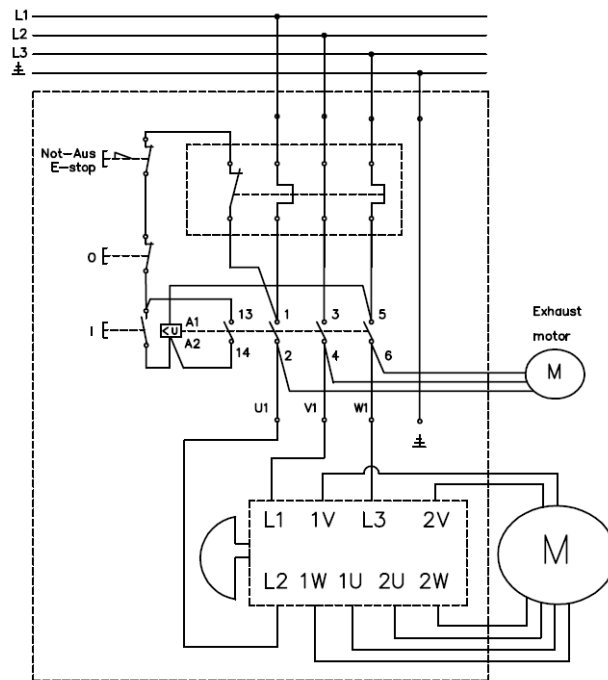 L1
L2
L3
Not-Aus
E-stop
O
I
<U
A1
A2
13
14
1
3
5
2
4
6
Exhaust
motor
M
U1
V1
W1
L1 1V L3 2V
L2 1W 1U 2U 2W
M